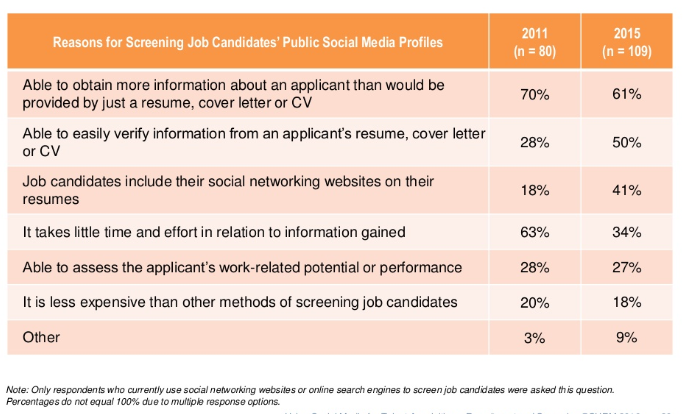 Reasons for Screening Job Candidates' Public Social Media Profiles
2011
(n = 80)
2015
(n = 109)
Able to obtain more information about an applicant than would be
provided by just a resume, cover letter or CV
70%
61%
Able to easily verify information from an applicant's resume, cover letter
or CV
28%
50%
Job candidates include their social networking websites on their
resumes
18%
41%
It takes little time and effort in relation to information gained
63%
34%
Able to assess the applicant's work-related potential or performance
28%
27%
It is less expensive than other methods of screening job candidates
20%
18%
Other
3%
9%
Note: Only respondents who currently use social networking websites or online search engines to screen job candidates were asked this question.
Percentages do not equal 100% due to multiple response options.